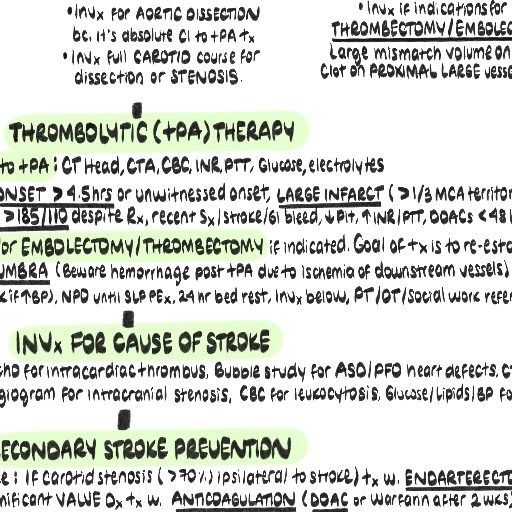 •INVx FOR AORTIC DISSECTION
bc. it's absolute CI to +PA tx
•INVx full CAROTID course for
dissection or STENOSIS.
•INVx if indications for
THROMBECTOMY/EMBOLEC
Large mismatch volume on
Clot on PROXIMAL LARGE vesse
THROMBOLYTIC (+PA) THERAPY
to +PA: CT Head, CTA, CBC, INR, PTT, Glucose, electrolytes
ONSET >4.5hrs or unwitnessed onset, LARGE INFARCT (>1/3 MCA territor
>185/110 despite Rx, recent Sx/stroke/GI bleed, ↓Plt, ↑INR/PTT, DOACs <48h
or EMBOLECTOMY/THROMBECTOMY if indicated. Goal of tx is to re-esta
UMBRA (Beware hemorrhage post +PA due to ischemia of downstream vessels)
x if ↑BP), NPO until SLP PEx, 24 hr bed rest, INVx below, PT/OT/Social work refer
INVx FOR CAUSE OF STROKE
cho for intracardiac thrombus, Bubble study for ASD/PFO heart defects, C
giogram for intracranial stenosis, CBC for leukocytosis, Glucose/Lipids/BP fo
ECONDARY STROKE PREVENTION
e: If carotid stenosis (>70% ipsilateral to stroke) tx w. ENDARTERECTO
nificant VALVE Dx tx w. ANTICOAGULATION (DOAC or Warfarin after 2 wks)